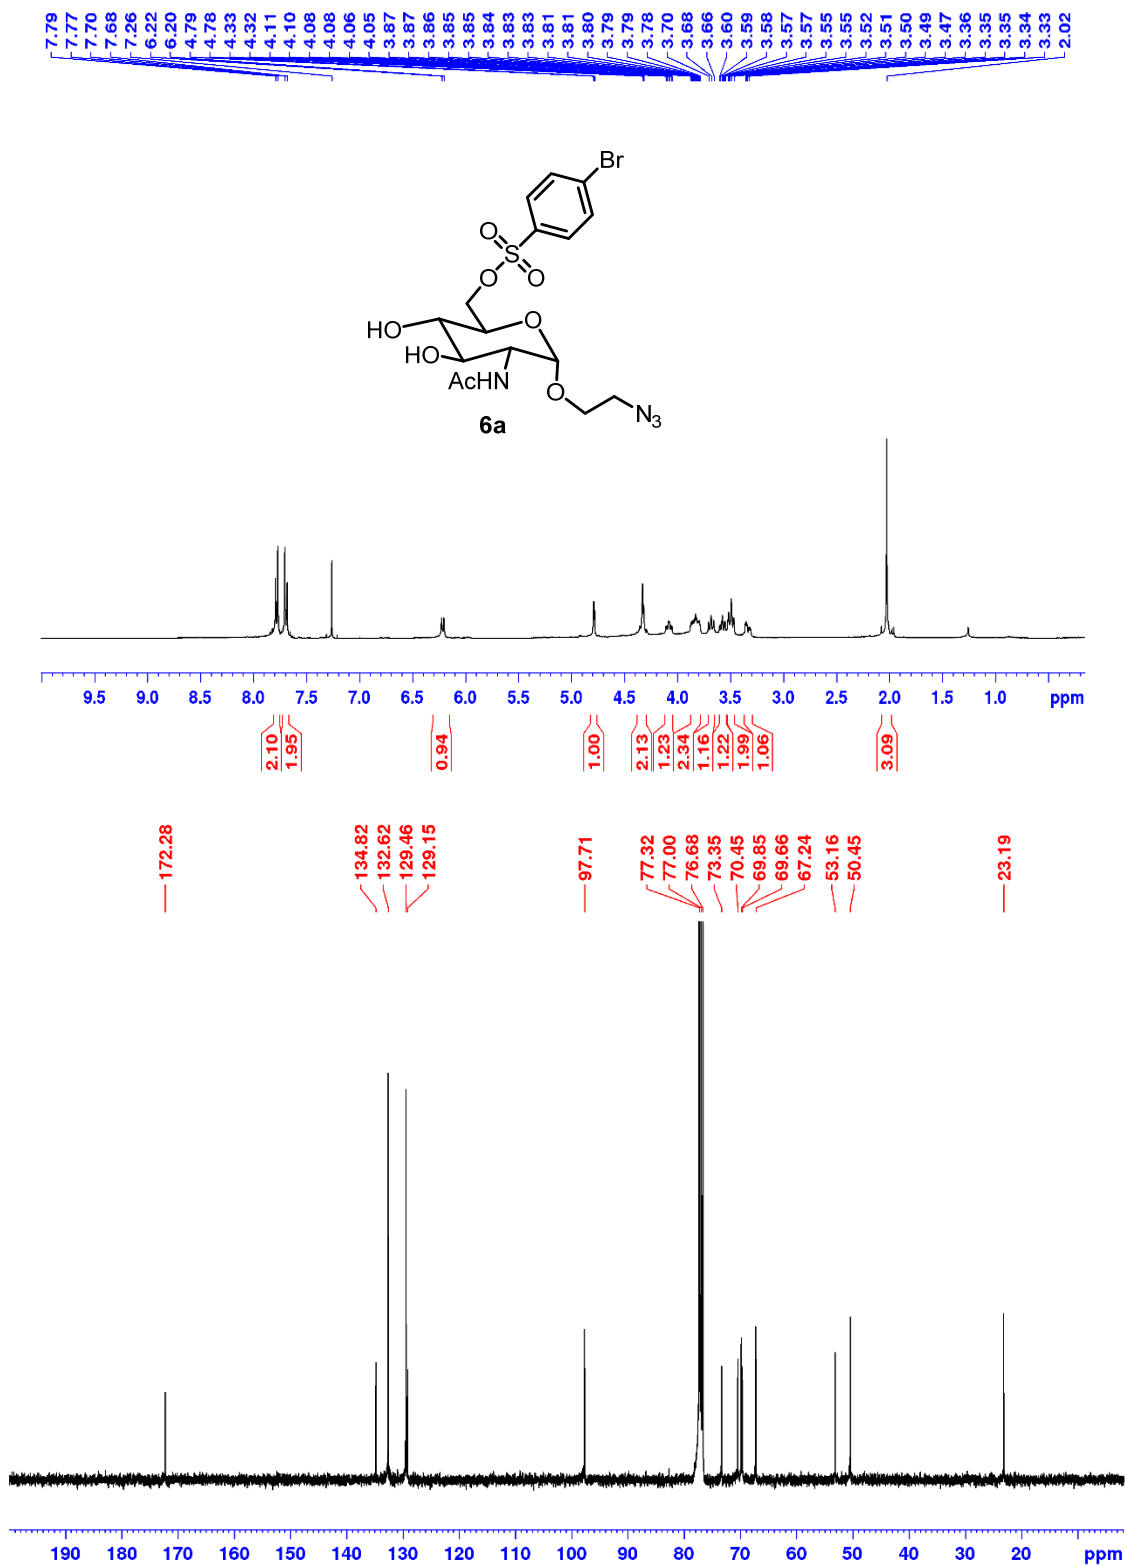 7.79 7.77 7.70 7.68 7.26 6.22 6.20 4.79 4.78 4.33 4.32 4.11 4.10 4.08 4.08 4.06 4.05 3.87 3.87 3.86 3.85 3.85 3.84 3.83 3.83 3.81 3.81 3.80 3.79 3.79 3.78 3.70 3.68 3.66 3.60 3.59 3.58 3.57 3.57 3.55 3.55 3.52 3.51 3.50 3.49 3.47 3.36 3.35 3.35 3.34 3.33 2.02
Br
O
S
O
O
O
HO
HO
AcHN
O
N3
6a
9.5 9.0 8.5 8.0 7.5 7.0 6.5 6.0 5.5 5.0 4.5 4.0 3.5 3.0 2.5 2.0 1.5 1.0 ppm
2.10 1.95 0.94 1.00 2.13 1.23 2.34 1.16 1.22 1.99 1.06 3.09
172.28 134.82 132.62 129.46 129.15 97.71 77.32 77.00 76.68 73.35 70.45 69.85 69.66 67.24 53.16 50.45 23.19
190 180 170 160 150 140 130 120 110 100 90 80 70 60 50 40 30 20 ppm